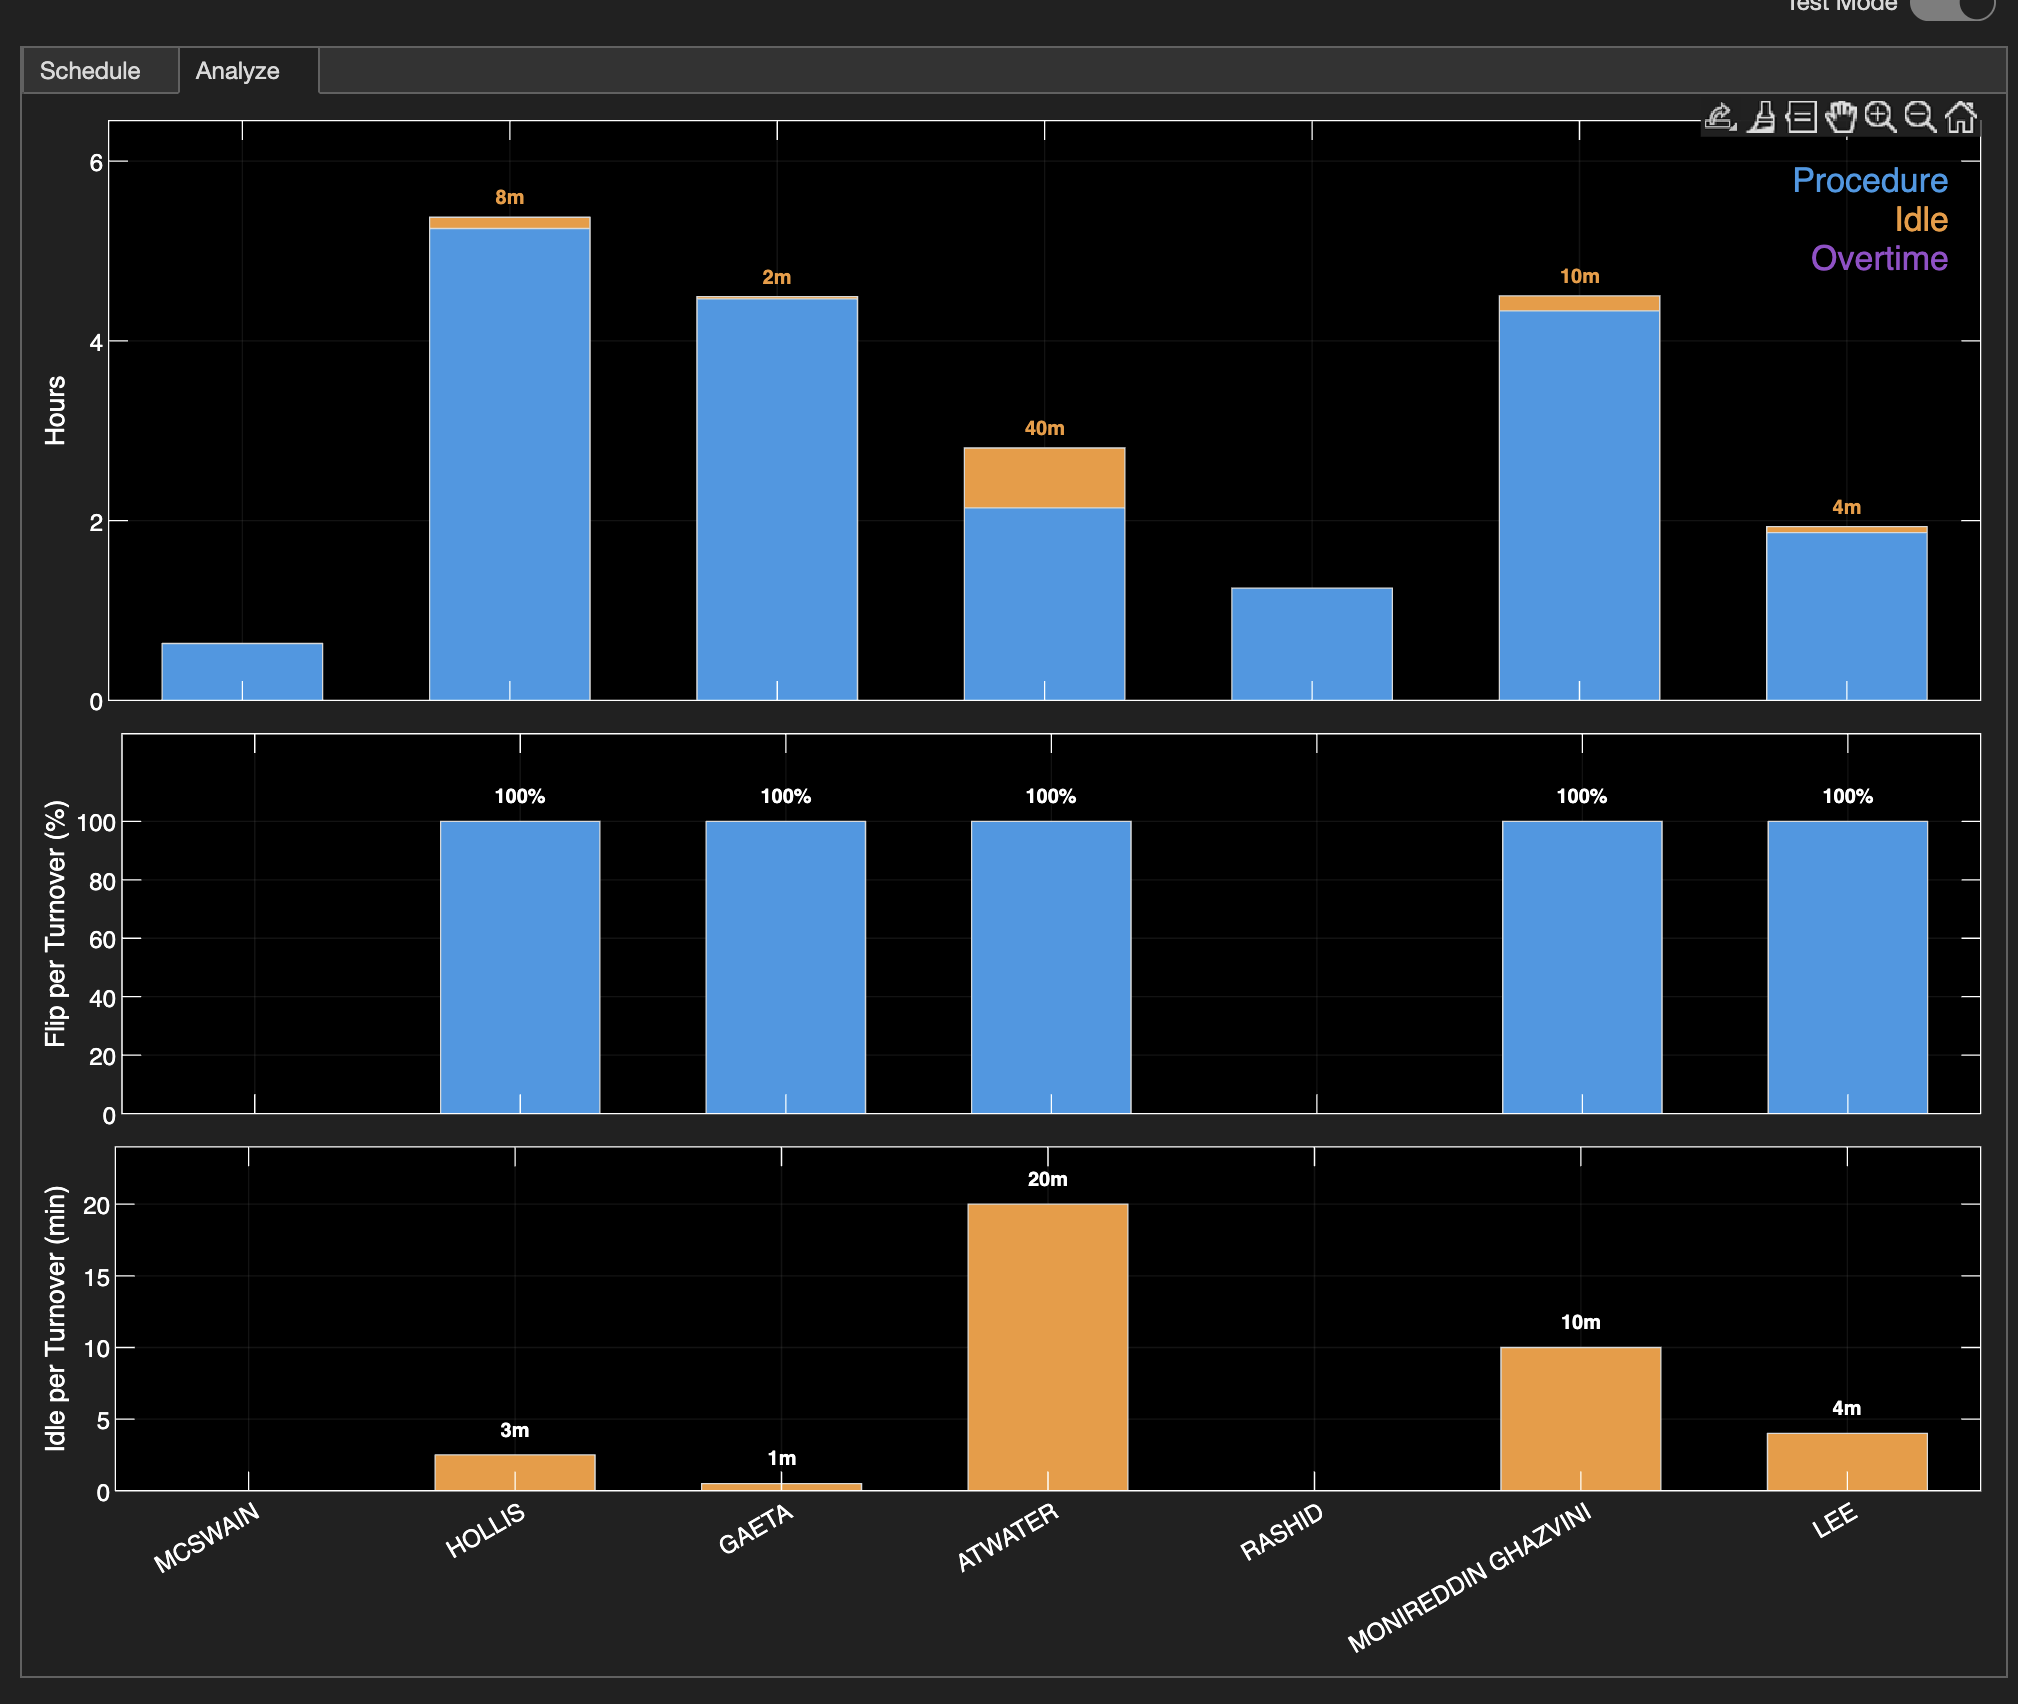 Test Mode
Schedule
Analyze
6
4
2
0
Hours
8m
2m
40m
10m
4m
Procedure
Idle
Overtime
100
80
60
40
20
0
Flip per Turnover (%)
100%
100%
100%
100%
100%
20
15
10
5
0
Idle per Turnover (min)
3m
1m
20m
10m
4m
MCSWAIN
HOLLIS
GAETA
ATWATER
RASHID
MONIREDDIN GHAZVINI
LEE